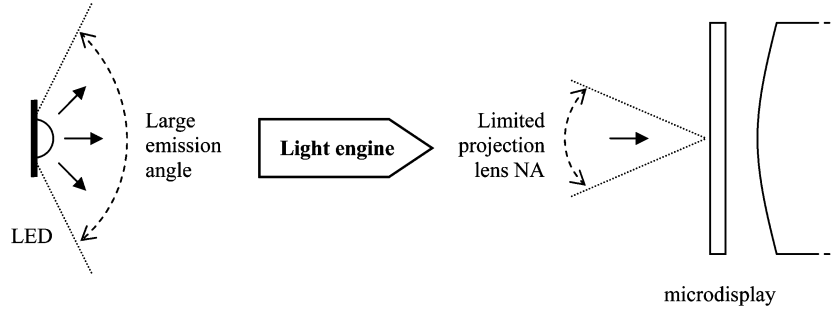 LED
Large
emission
angle
Light engine
Limited
projection
lens NA
microdisplay